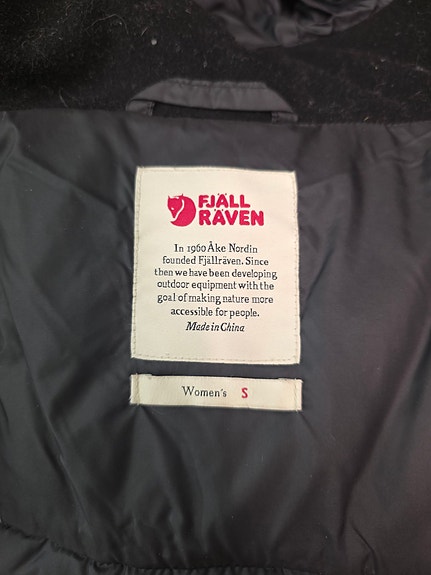 FJÄLL
RÄVEN
In 1960 Åke Nordin
founded Fjällräven. Since
then we have been developing
outdoor equipment with the
goal of making nature more
accessible for people.
Made in China
Women's S